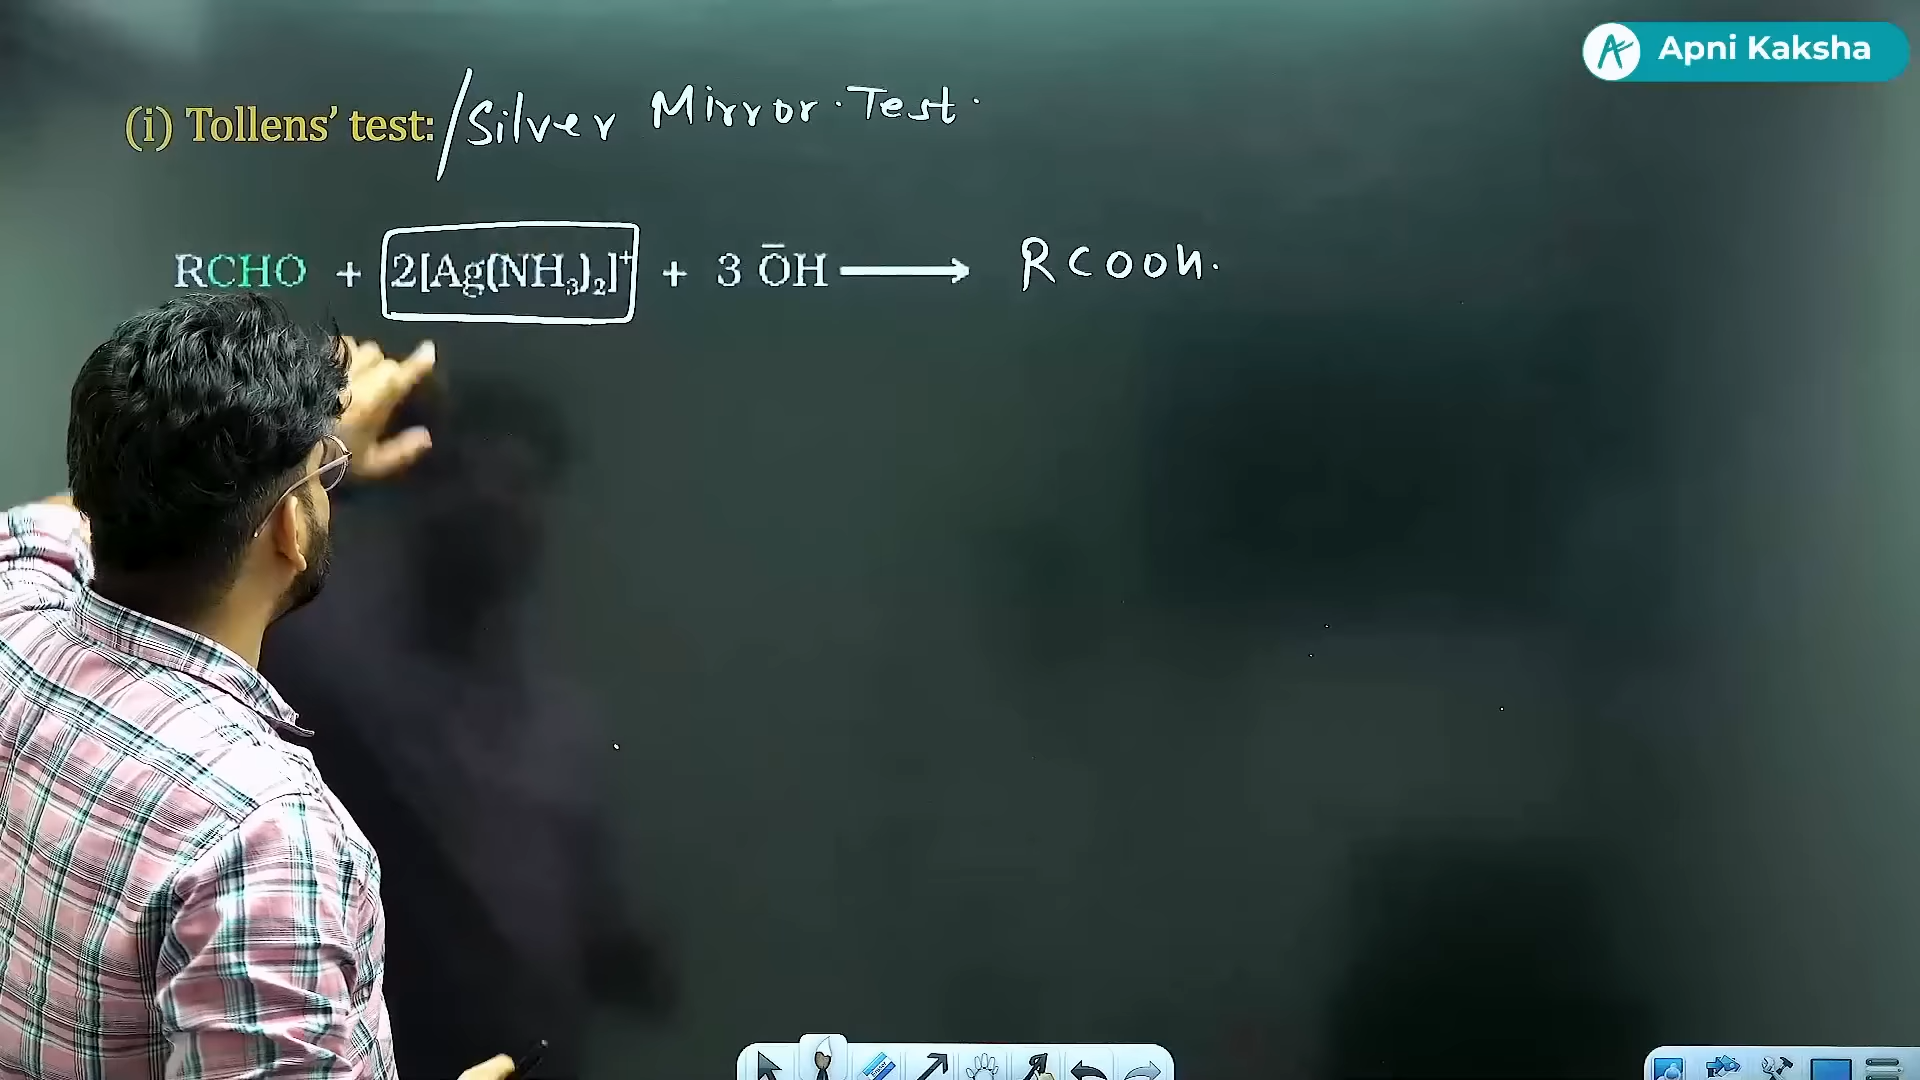 Apni Kaksha
(i) Tollens’ test: / Silver Mirror Test.
RCHO + 2[Ag(NH₃)₂]⁺ + 3 ŌH ⟶ RCOOH.